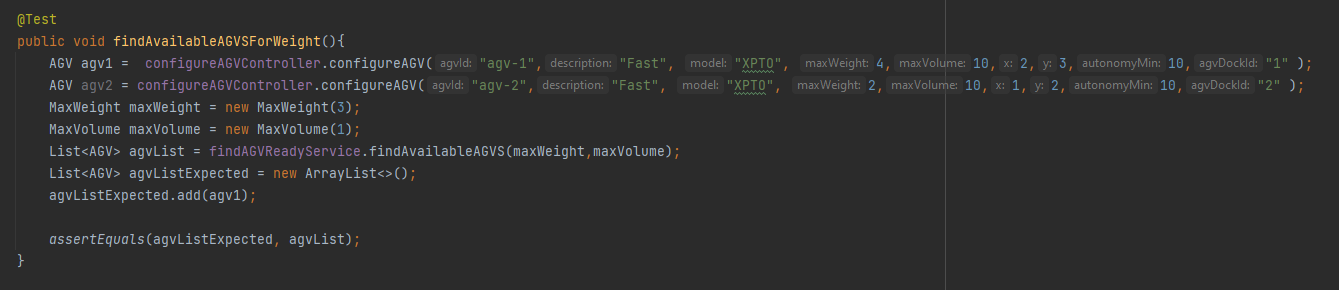 @Test
public void findAvailableAGVSForWeight(){
    AGV agv1 =  configureAGVController.configureAGV( agvId: "agv-1", description: "Fast",  model: "XPTO",  maxWeight: 4, maxVolume: 10, x: 2, y: 3, autonomyMin: 10, agvDockId: "1" );
    AGV agv2 = configureAGVController.configureAGV( agvId: "agv-2", description: "Fast",  model: "XPTO",  maxWeight: 2, maxVolume: 10, x: 1, y: 2, autonomyMin: 10, agvDockId: "2" );
    MaxWeight maxWeight = new MaxWeight(3);
    MaxVolume maxVolume = new MaxVolume(1);
    List<AGV> agvList = findAGVReadyService.findAvailableAGVS(maxWeight,maxVolume);
    List<AGV> agvListExpected = new ArrayList<>();
    agvListExpected.add(agv1);
    assertEquals(agvListExpected, agvList);
}